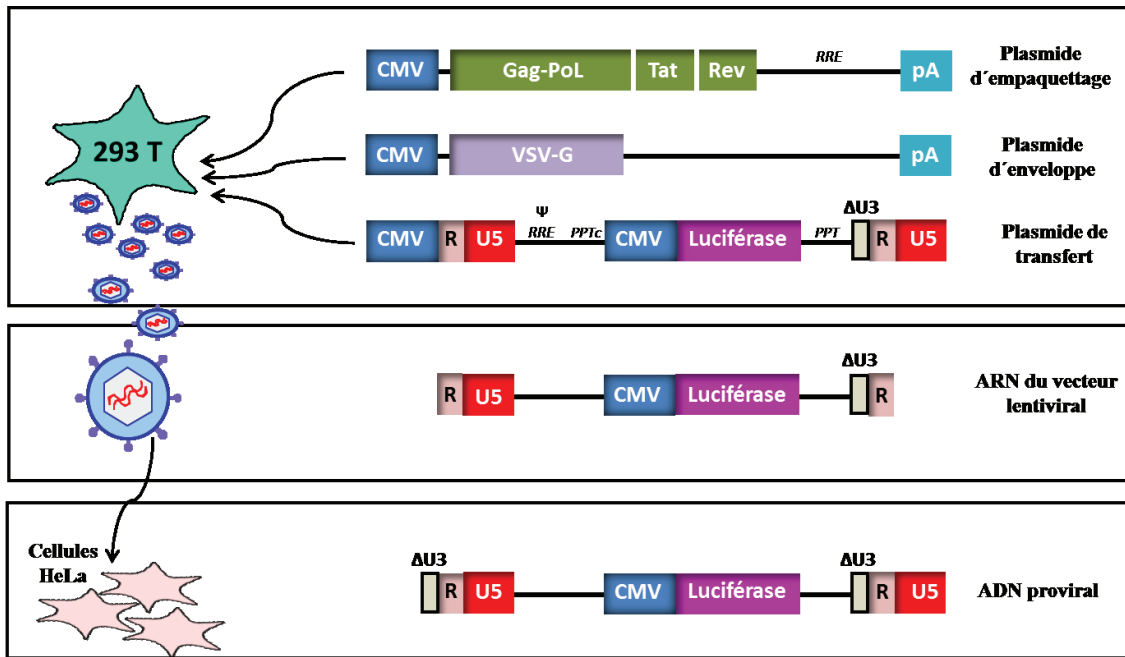 CMV Gag-PoL Tat Rev RRE pA
Plasmide
d´empaquettage
293 T
CMV VSV-G pA
Plasmide
d´enveloppe
CMV R U5 Ψ RRE PPTc CMV Luciférase PPT ΔU3 R U5
Plasmide de
transfert
R U5 CMV Luciférase ΔU3 R
ARN du vecteur
lentiviral
Cellules
HeLa
ΔU3 R U5 CMV Luciférase ΔU3 R U5
ADN proviral